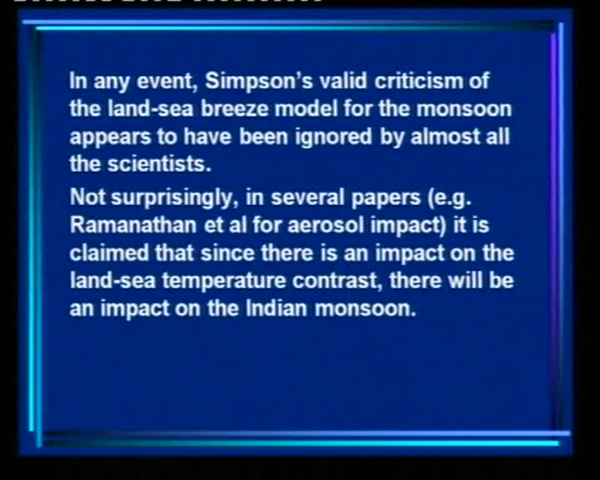 In any event, Simpson's valid criticism of
the land-sea breeze model for the monsoon
appears to have been ignored by almost all
the scientists.
Not surprisingly, in several papers (e.g.
Ramanathan et al for aerosol impact) it is
claimed that since there is an impact on the
land-sea temperature contrast, there will be
an impact on the Indian monsoon.